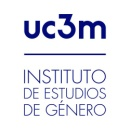 uc3m
INSTITUTO
DE ESTUDIOS
DE GÉNERO